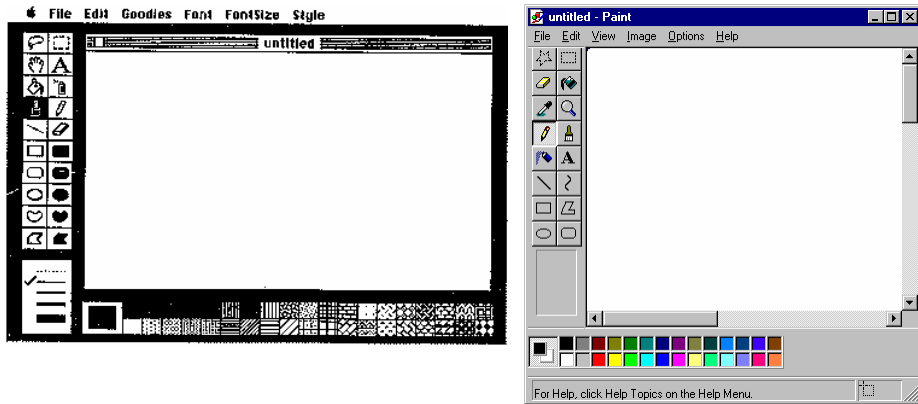 File Edit Goodies Font FontSize Style
untitled
A
untitled - Paint
File Edit View Image Options Help
A
For Help, click Help Topics on the Help Menu.